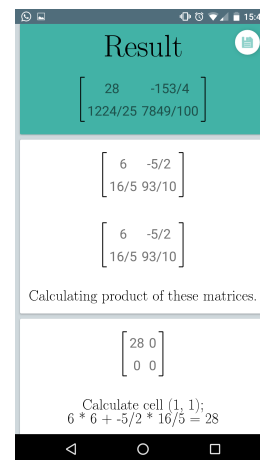 15:4
Result
28 -153/4
1224/25 7849/100
6 -5/2
16/5 93/10
6 -5/2
16/5 93/10
Calculating product of these matrices.
28 0
0 0
Calculate cell (1, 1);
6 * 6 + -5/2 * 16/5 = 28